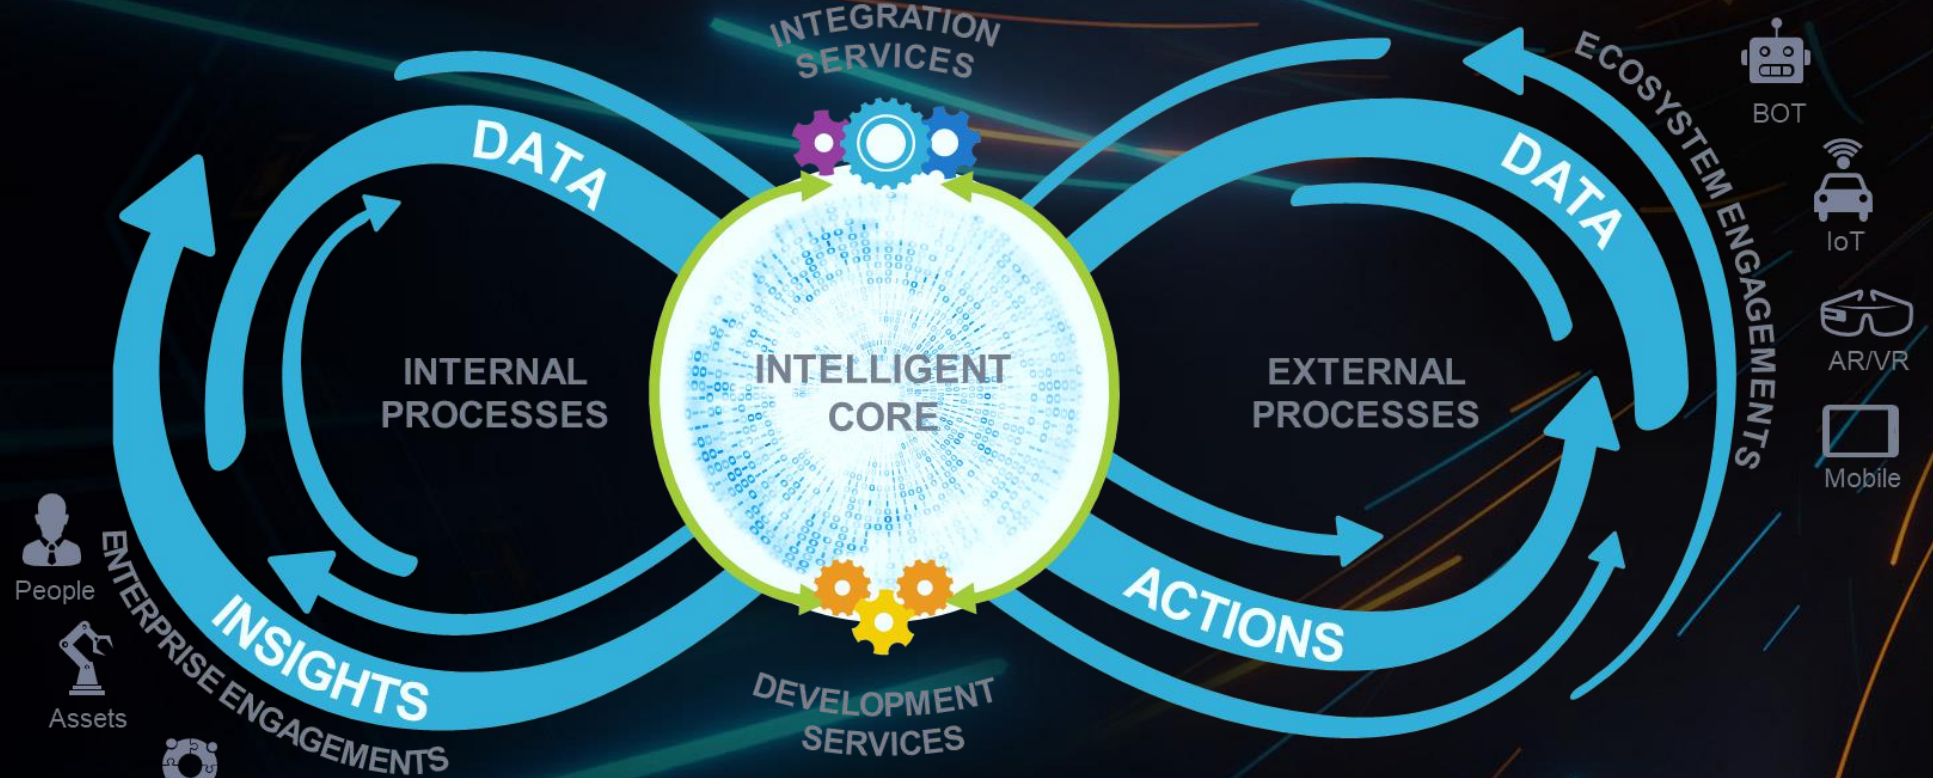 INTEGRATION
SERVICES
ECOSYSTEM ENGAGEMENTS
BOT
DATA
DATA
IoT
AR/VR
INTERNAL
PROCESSES
INTELLIGENT
CORE
EXTERNAL
PROCESSES
Mobile
People
ENTERPRISE ENGAGEMENTS
INSIGHTS
ACTIONS
Assets
DEVELOPMENT
SERVICES